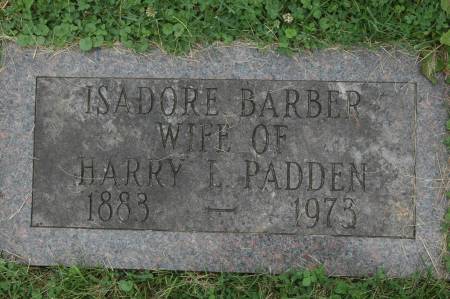 ISADORE BARBER
WIFE OF
HARRY E. PADDEN
1883 — 1973